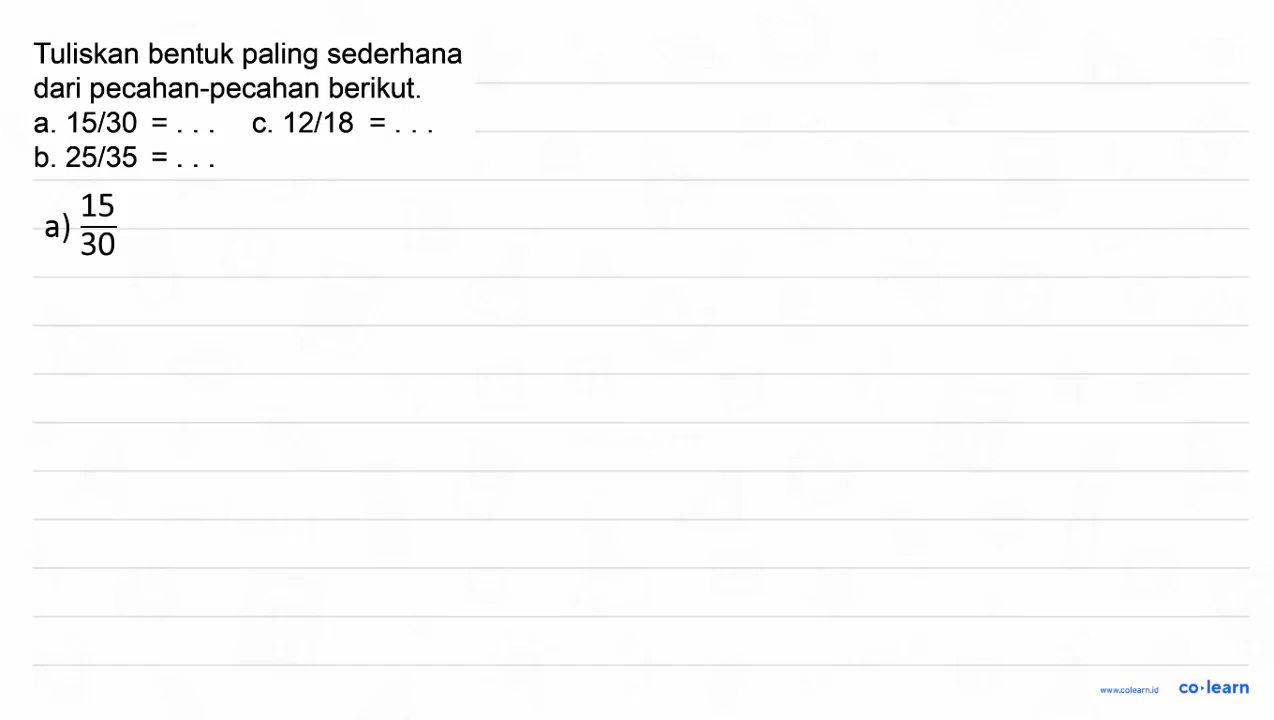 Tuliskan bentuk paling sederhana
dari pecahan-pecahan berikut.
a. 15/30 = . . . c. 12/18 = . . .
b. 25/35 = . . .
a) 15/30
www.colearn.id co·learn